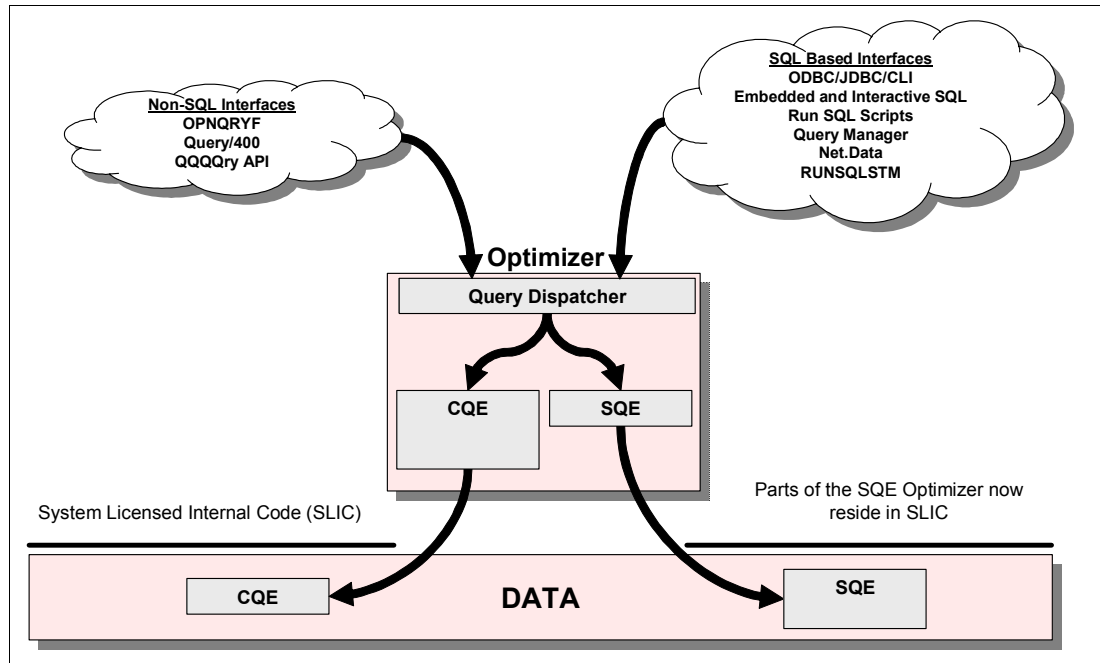 Non-SQL Interfaces
OPNQRYF
Query/400
QQQQry API
SQL Based Interfaces
ODBC/JDBC/CLI
Embedded and Interactive SQL
Run SQL Scripts
Query Manager
Net.Data
RUNSQLSTM
Optimizer
Query Dispatcher
CQE
SQE
System Licensed Internal Code (SLIC)
Parts of the SQE Optimizer now
reside in SLIC
CQE
DATA
SQE